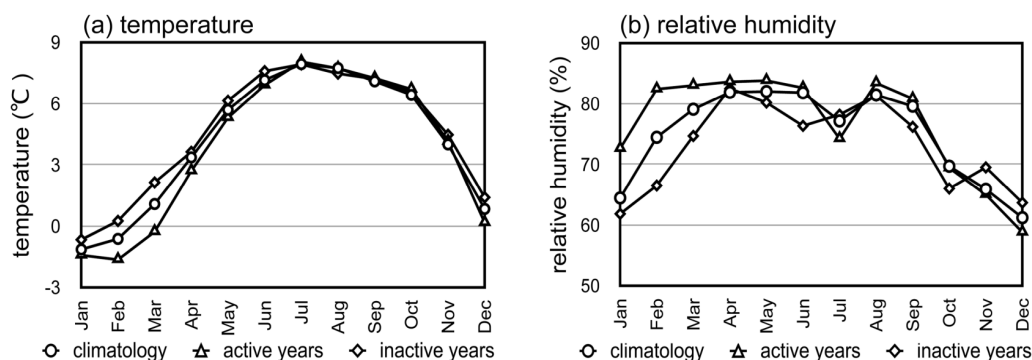 (a) temperature
9
6
3
0
-3
temperature (℃)
Jan
Feb
Mar
Apr
May
Jun
Jul
Aug
Sep
Oct
Nov
Dec
climatology active years inactive years
(b) relative humidity
90
80
70
60
50
relative humidity (%)
Jan
Feb
Mar
Apr
May
Jun
Jul
Aug
Sep
Oct
Nov
Dec
climatology active years inactive years